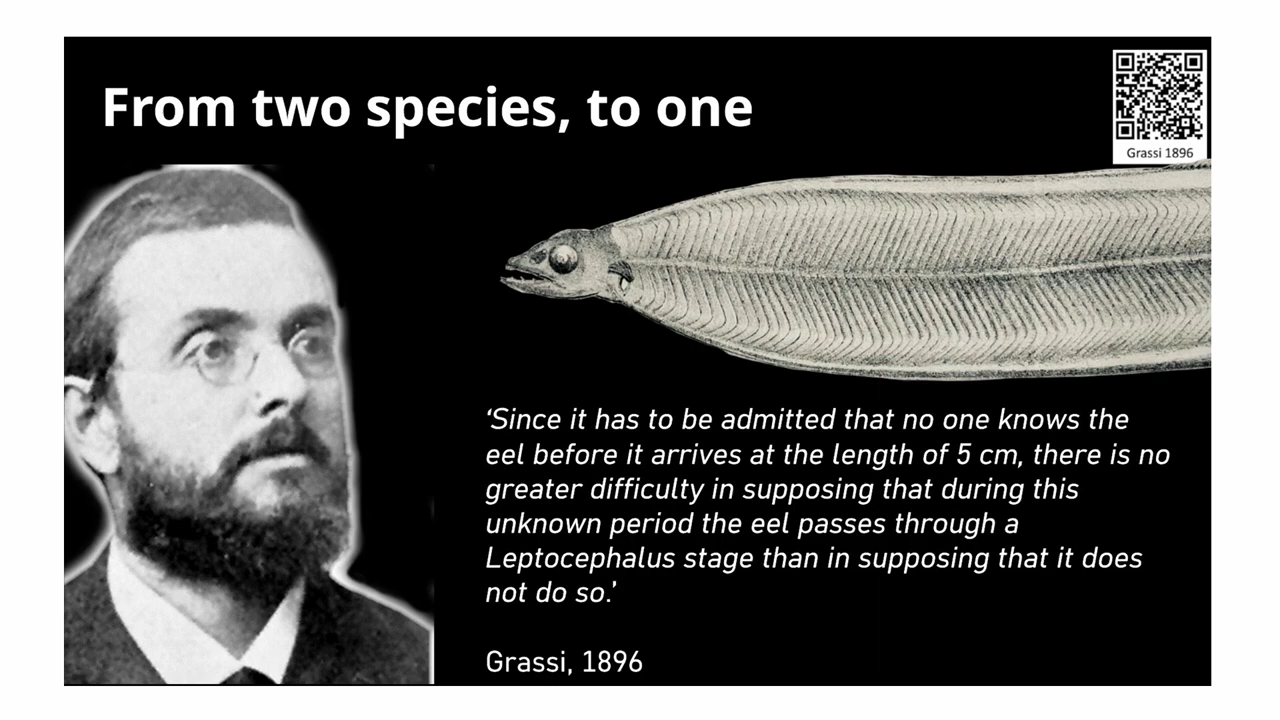 From two species, to one
Grassi 1896
‘Since it has to be admitted that no one knows the
eel before it arrives at the length of 5 cm, there is no
greater difficulty in supposing that during this
unknown period the eel passes through a
Leptocephalus stage than in supposing that it does
not do so.’
Grassi, 1896